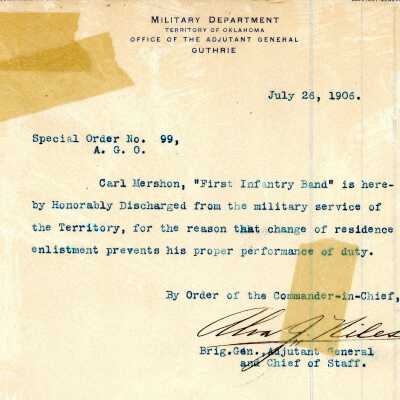 MILITARY DEPARTMENT
TERRITORY OF OKLAHOMA
OFFICE OF THE ADJUTANT GENERAL
GUTHRIE
July 26, 1906.
Special Order No. 99,
A. G. O.
Carl Mershon, "First Infantry Band" is here-
by Honorably Discharged from the military service of
the Territory, for the reason that change of residence
enlistment prevents his proper performance of duty.
By Order of the Commander-in-Chief,
Alva J. Niles
Brig.Gen., Adjutant General
and Chief of Staff.